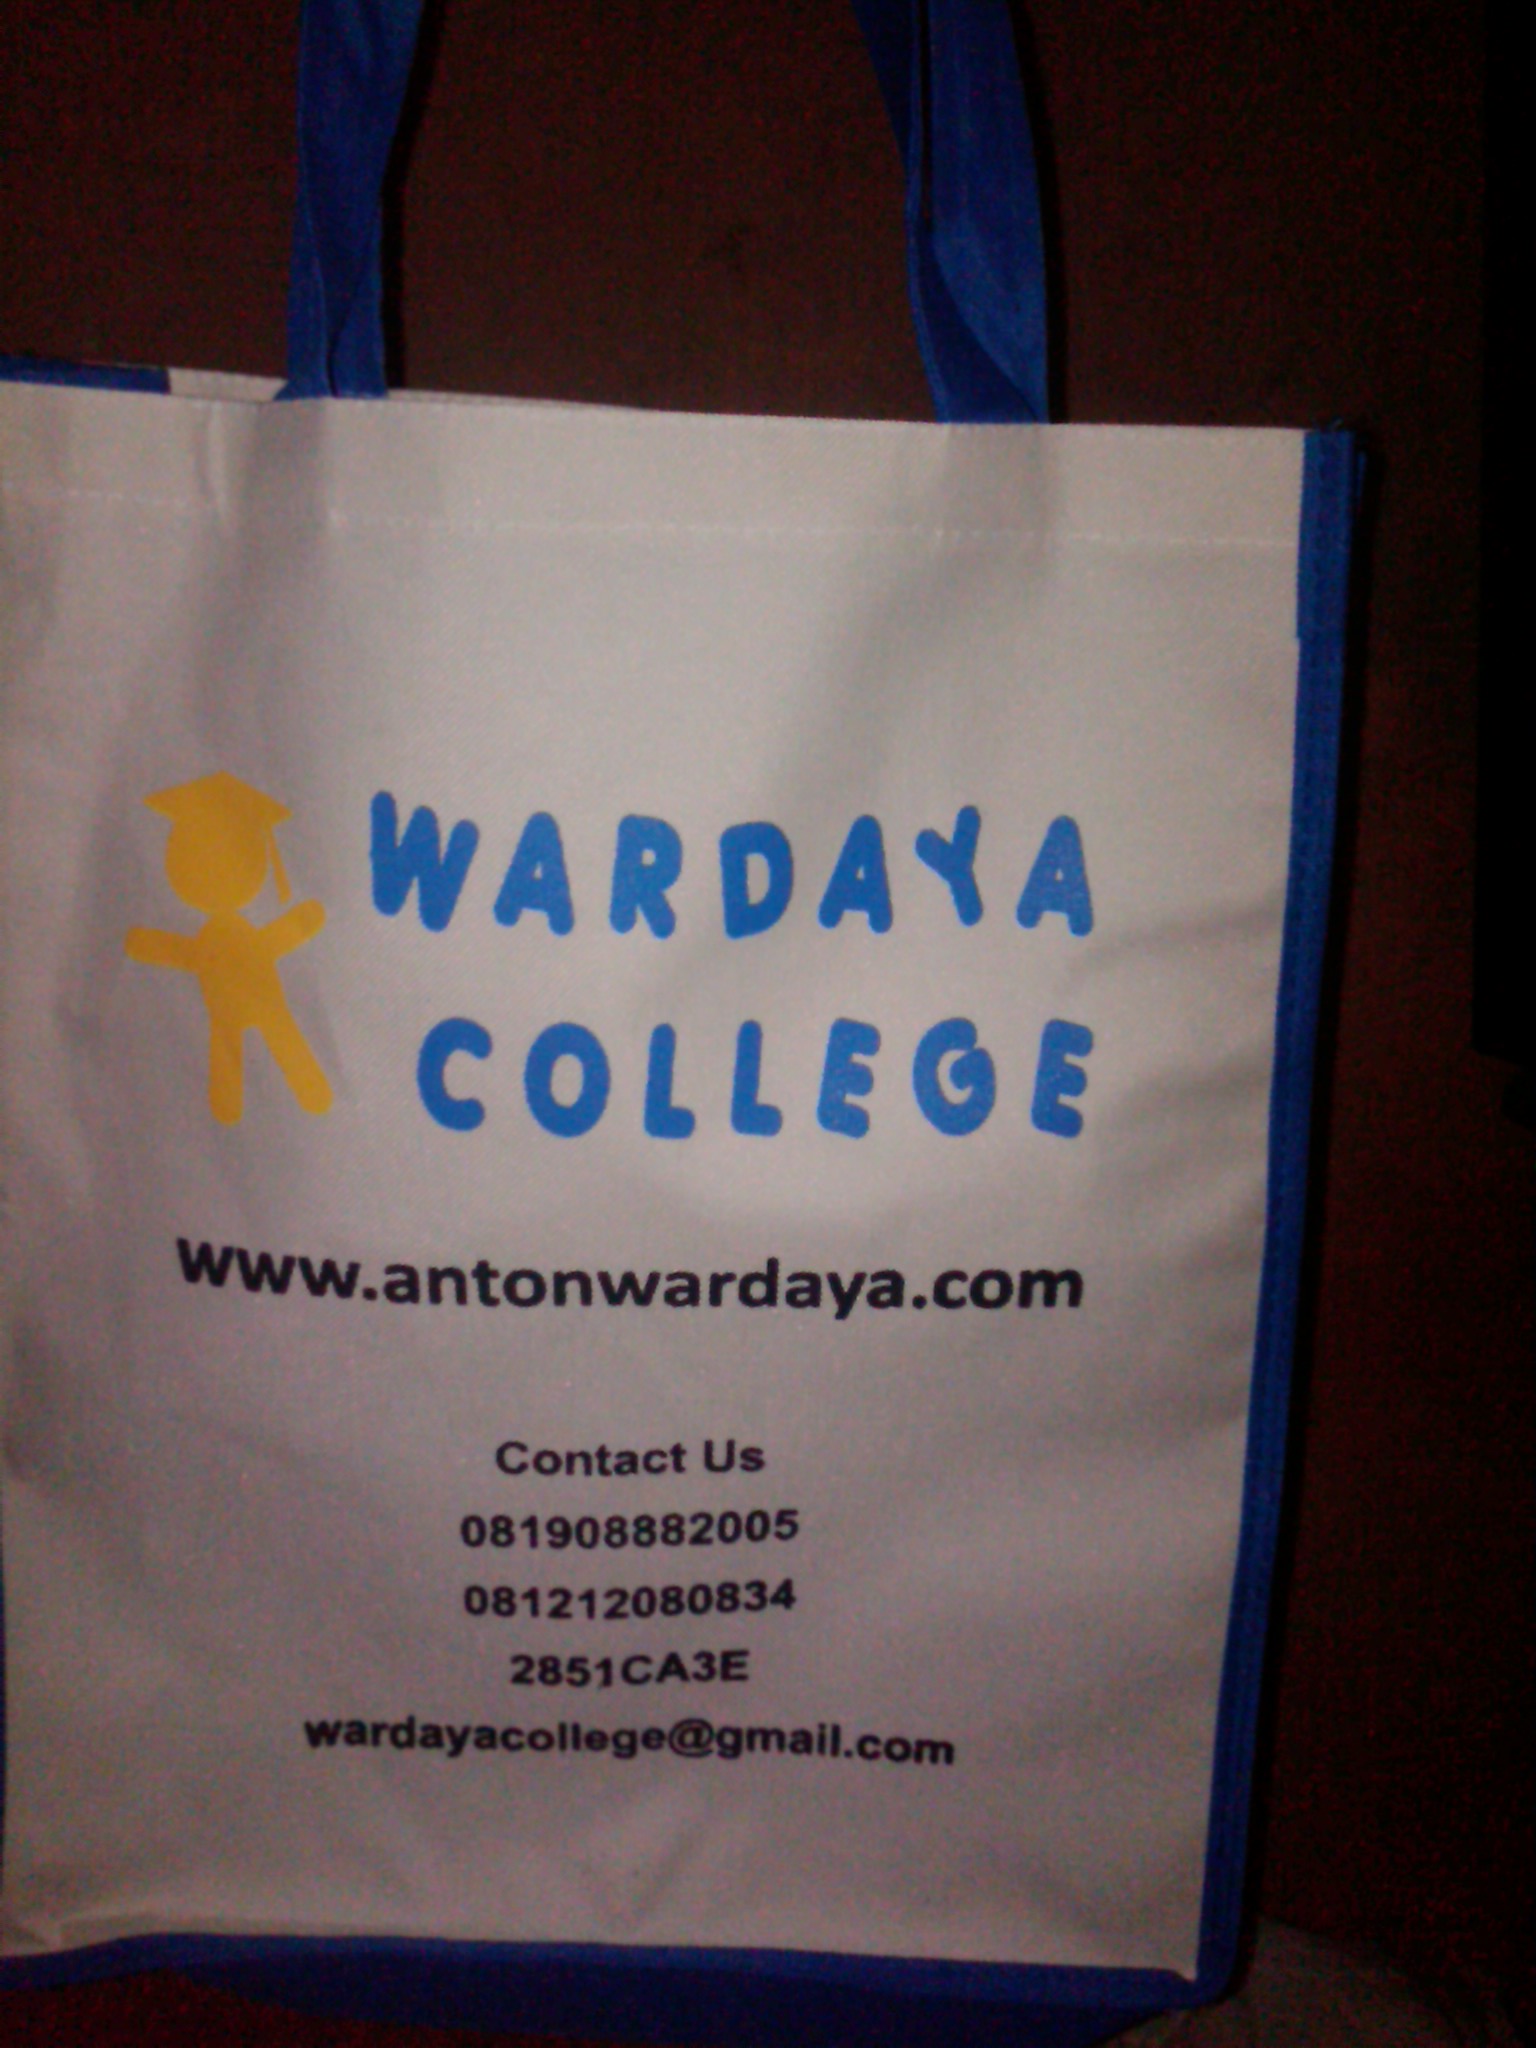 WARDAYA
COLLEGE
www.antonwardaya.com
Contact Us
081908882005
081212080834
2851CA3E
wardayacollege@gmail.com